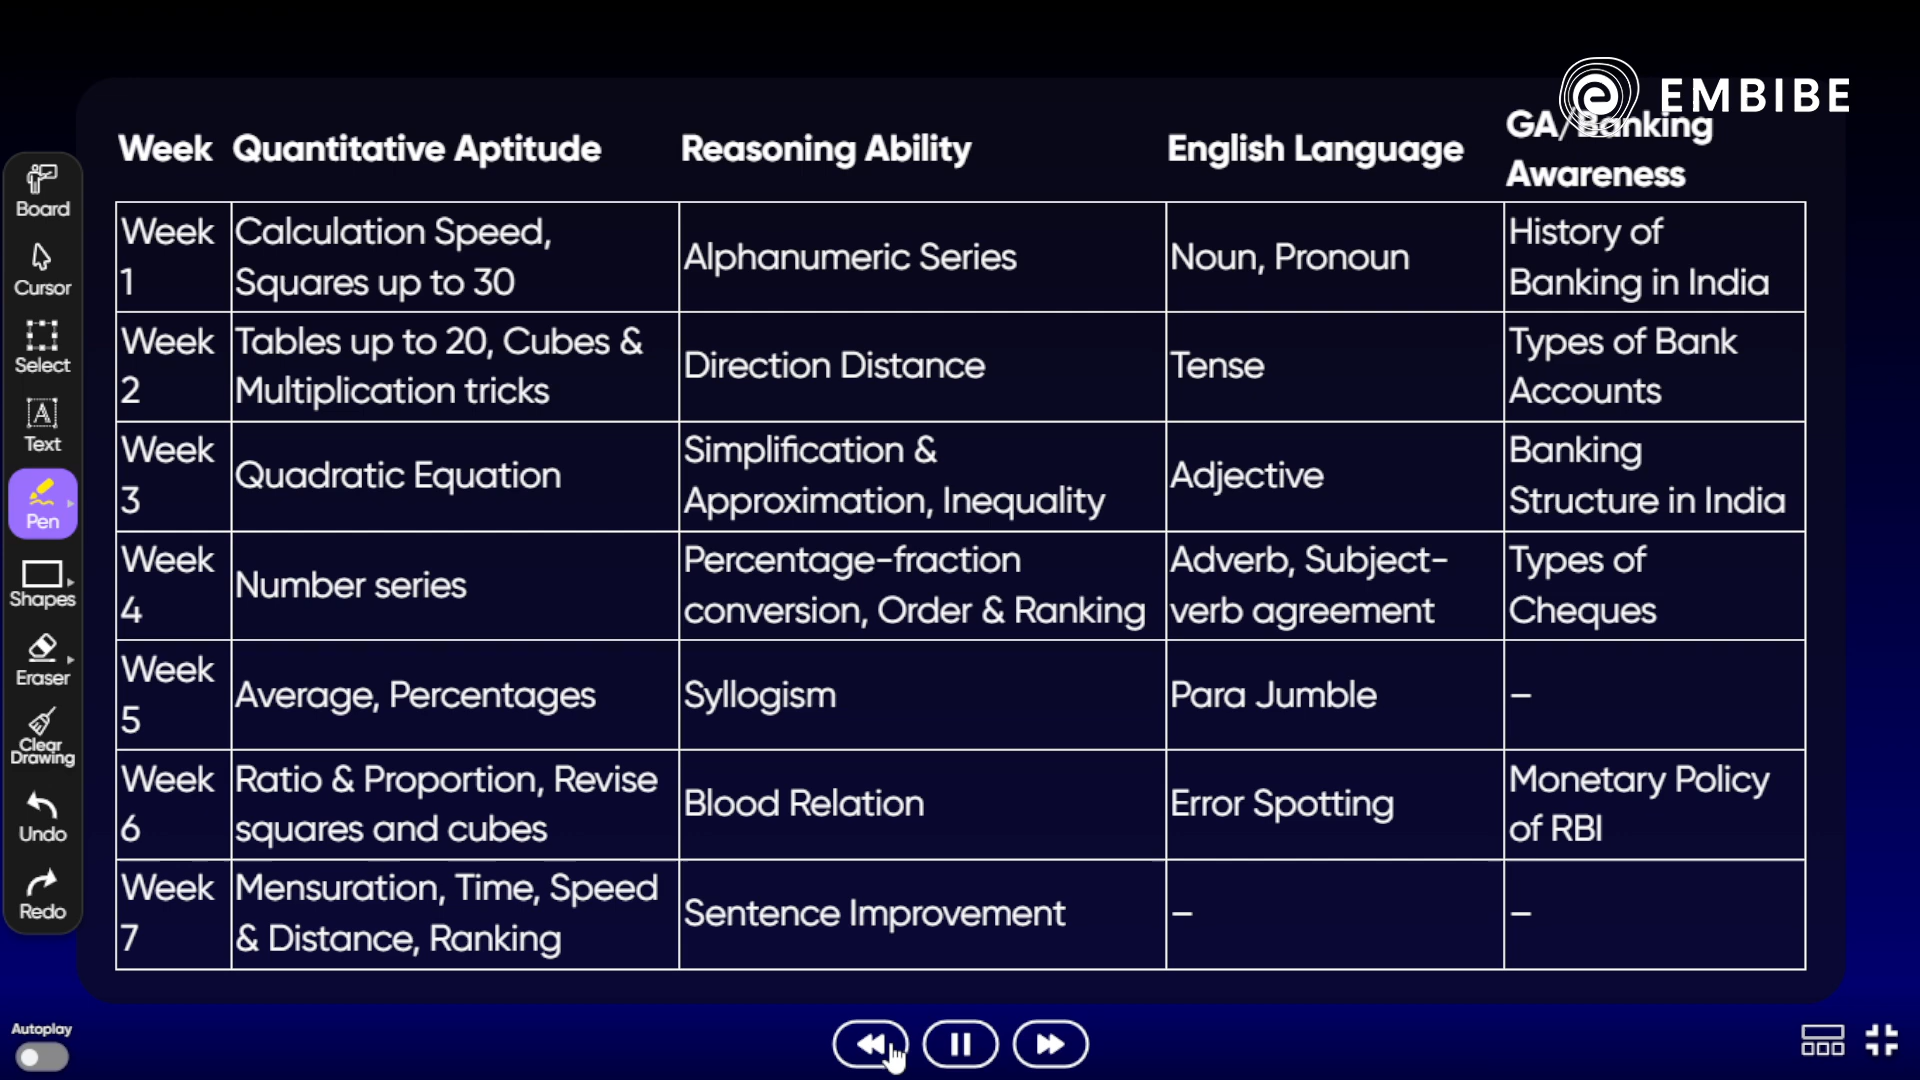 EMBIBE
Week Quantitative Aptitude Reasoning Ability English Language GA/Banking
Awareness
Week Calculation Speed, Alphanumeric Series Noun, Pronoun History of
1 Squares up to 30 Banking in India
Week Tables up to 20, Cubes & Direction Distance Tense Types of Bank
2 Multiplication tricks Accounts
Week Quadratic Equation Simplification & Adjective Banking
3 Approximation, Inequality Structure in India
Week Number series Percentage-fraction Adverb, Subject- Types of
4 conversion, Order & Ranking verb agreement Cheques
Week Average, Percentages Syllogism Para Jumble –
5
Week Ratio & Proportion, Revise Blood Relation Error Spotting Monetary Policy
6 squares and cubes of RBI
Week Mensuration, Time, Speed Sentence Improvement – –
7 & Distance, Ranking
Board
Cursor
Select
A
Text
Pen
Shapes
Eraser
Clear
Drawing
Undo
Redo
Autoplay